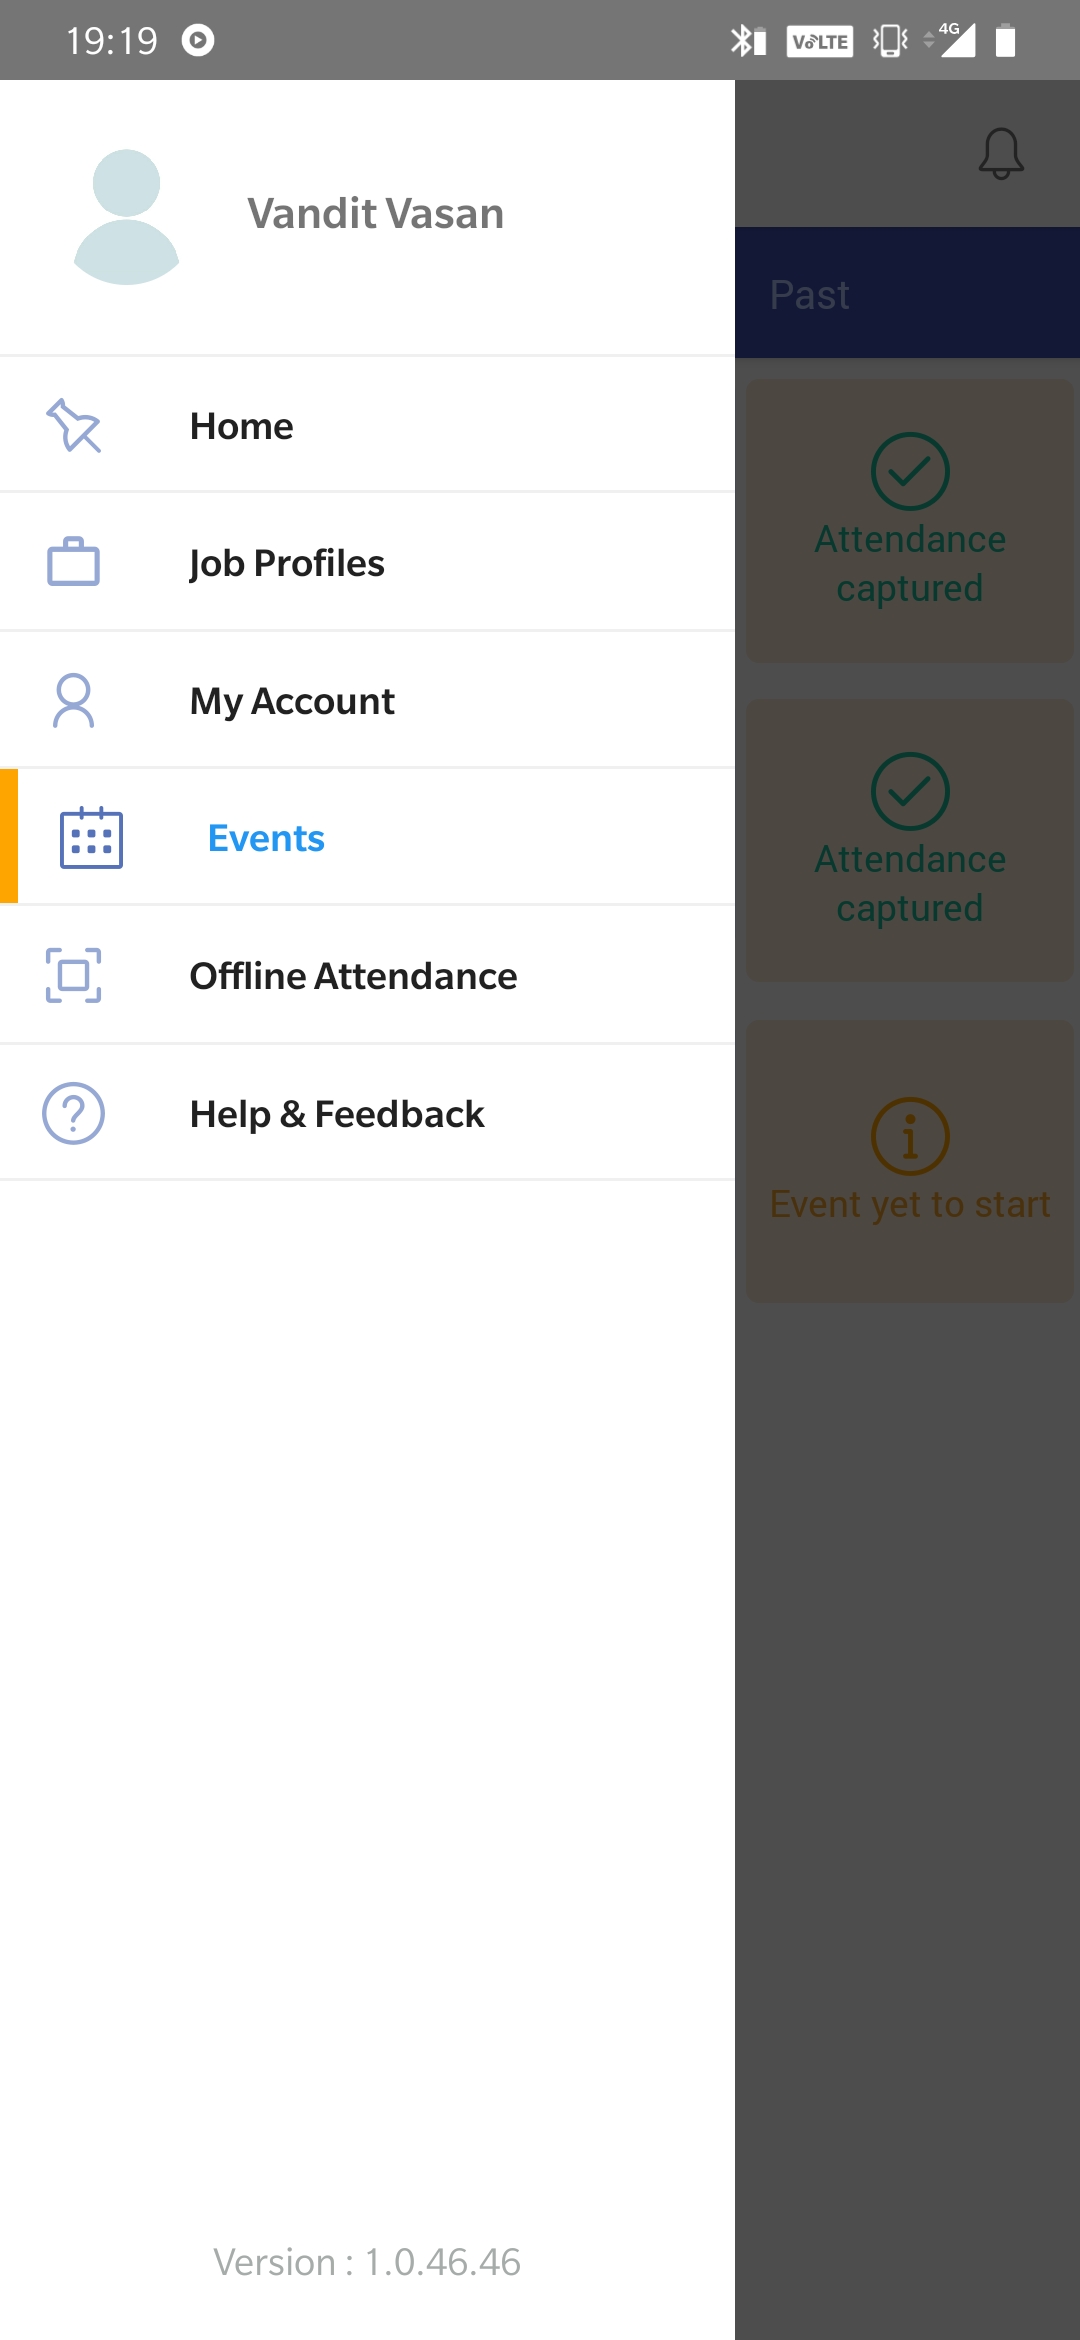 19:19
VoLTE
4G
Vandit Vasan
Past
Home
Job Profiles
My Account
Events
Offline Attendance
Help & Feedback
Attendance
captured
Attendance
captured
Event yet to start
Version : 1.0.46.46